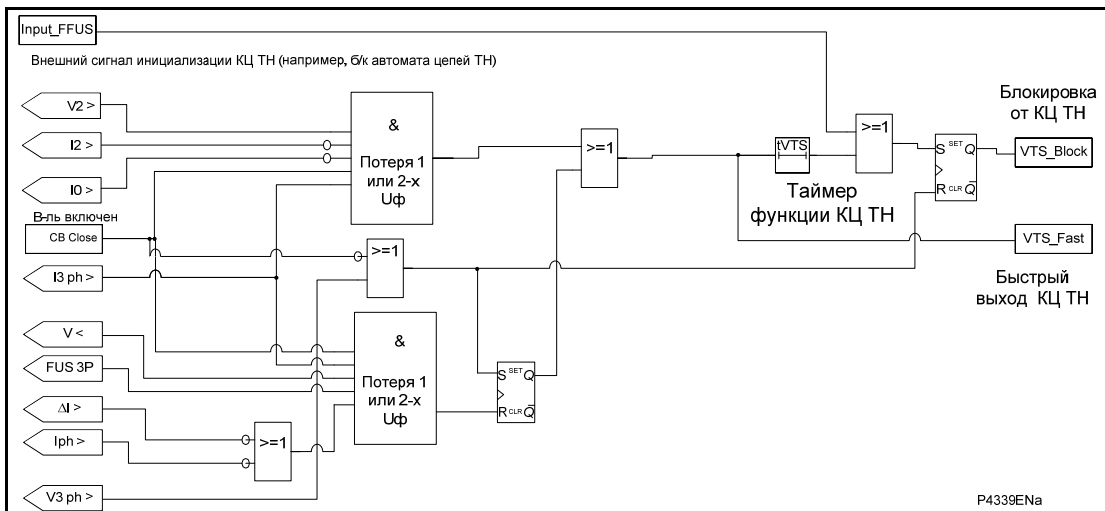 Input_FFUS
Внешний сигнал инициализации КЦ ТН (например, б/к автомата цепей ТН)
V2 >
I2 >
I0 >
В-ль включен
CB Close
I3 ph >
V <
FUS 3P
ΔI >
Iph >
V3 ph >
&
Потеря 1
или 2-х
Uф
>=1
&
Потеря 1
или 2-х
Uф
>=1
>=1
S SET Q
R CLR Q̅
tVTS
Таймер
функции КЦ ТН
>=1
S SET Q
R CLR Q̅
Блокировка
от КЦ ТН
VTS_Block
VTS_Fast
Быстрый
выход КЦ ТН
>=1
P4339ENa